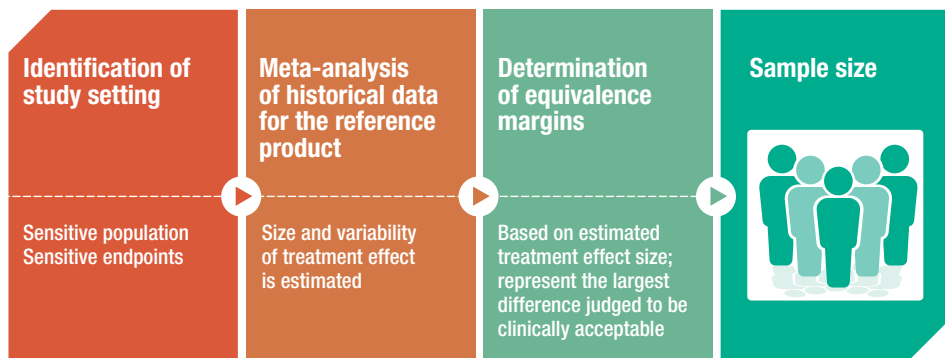 Identification of
study setting
Sensitive population
Sensitive endpoints
Meta-analysis
of historical data
for the reference
product
Size and variability
of treatment effect
is estimated
Determination
of equivalence
margins
Based on estimated
treatment effect size;
represent the largest
difference judged to be
clinically acceptable
Sample size